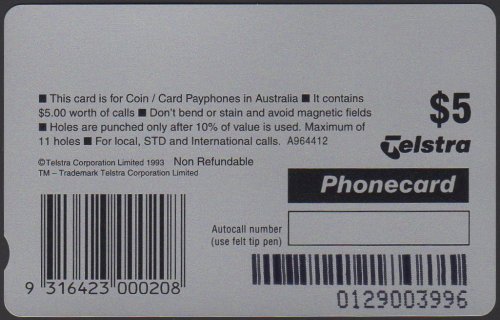 ■ This card is for Coin / Card Payphones in Australia ■ It contains
$5.00 worth of calls ■ Don't bend or stain and avoid magnetic fields
■ Holes are punched only after 10% of value is used. Maximum of
11 holes ■ For local, STD and International calls. A964412
©Telstra Corporation Limited 1993 Non Refundable
TM – Trademark Telstra Corporation Limited
$5
Telstra
Phonecard
Autocall number
(use felt tip pen)
9 316423 000208
0129003996